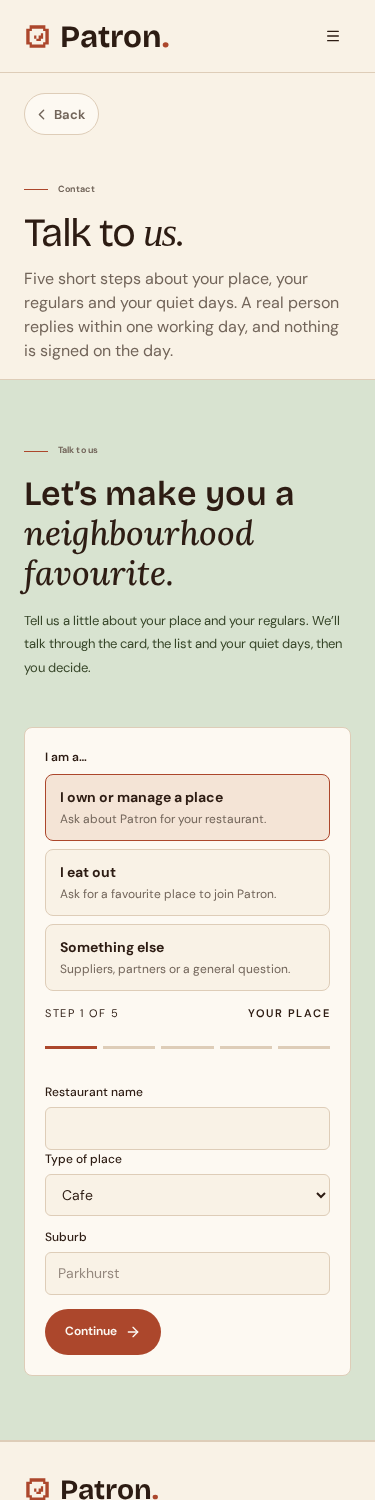 Patron.
Back
Contact
Talk to us.
Five short steps about your place, your
regulars and your quiet days. A real person
replies within one working day, and nothing
is signed on the day.
Talk to us
Let’s make you a
neighbourhood
favourite.
Tell us a little about your place and your regulars. We’ll
talk through the card, the list and your quiet days, then
you decide.
I am a…
I own or manage a place
Ask about Patron for your restaurant.
I eat out
Ask for a favourite place to join Patron.
Something else
Suppliers, partners or a general question.
STEP 1 OF 5 YOUR PLACE
Restaurant name
Type of place
Cafe
Suburb
Parkhurst
Continue
Patron.